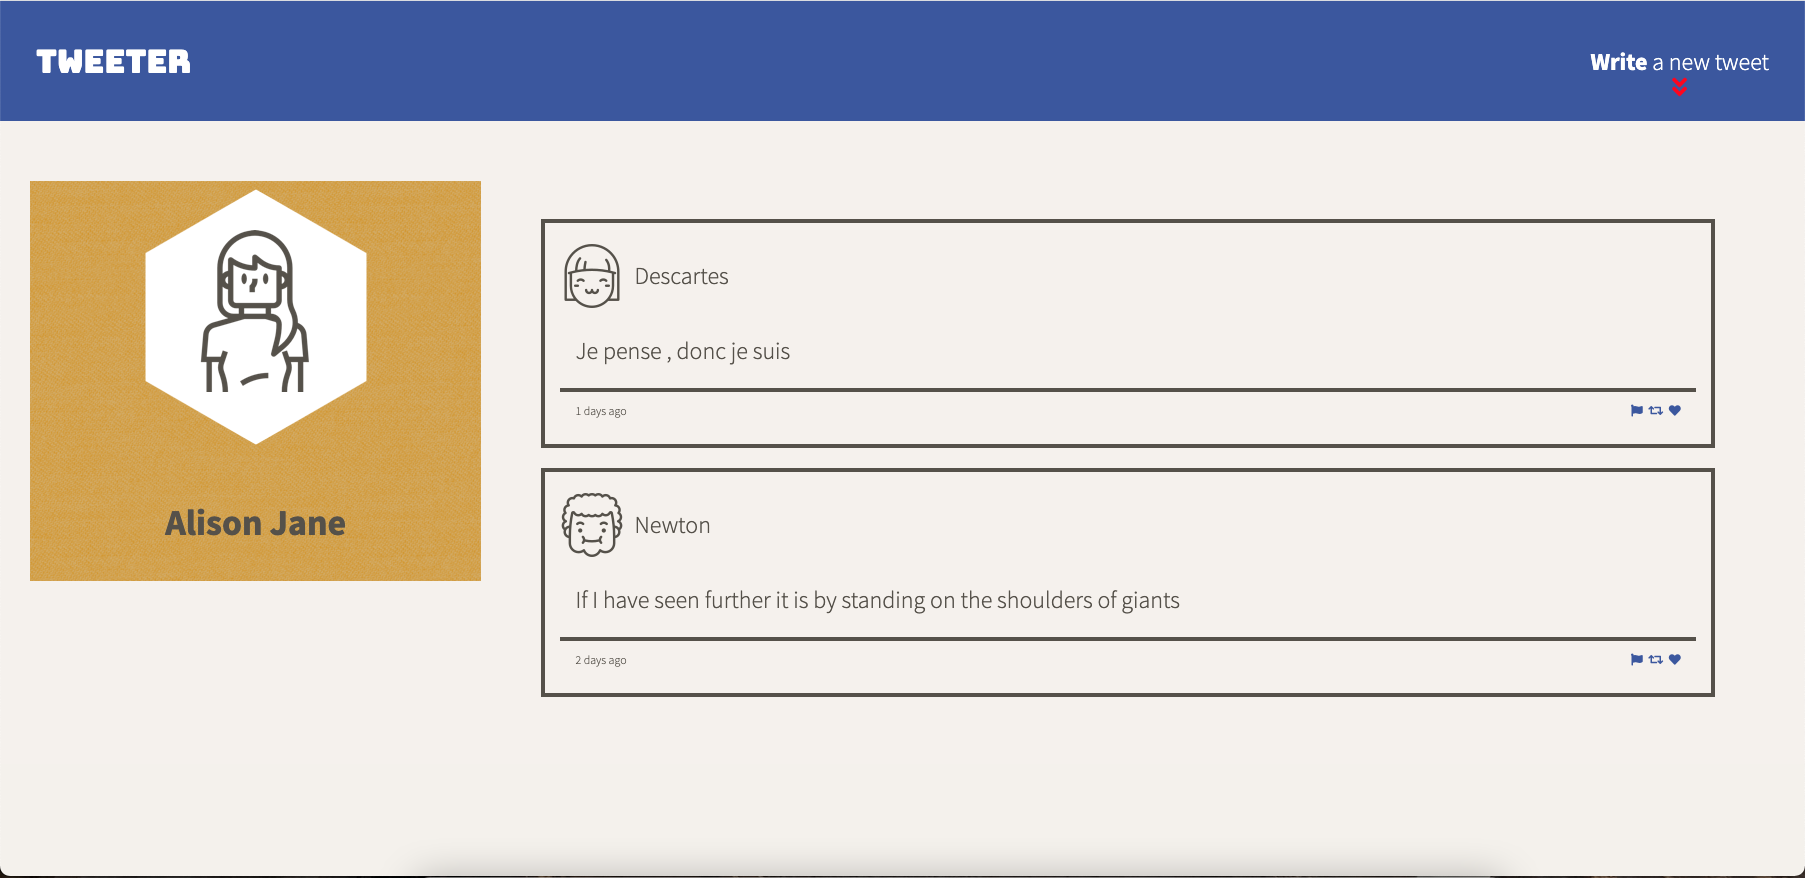 TWEETER
Write a new tweet
Alison Jane
Descartes
Je pense , donc je suis
1 days ago
Newton
If I have seen further it is by standing on the shoulders of giants
2 days ago